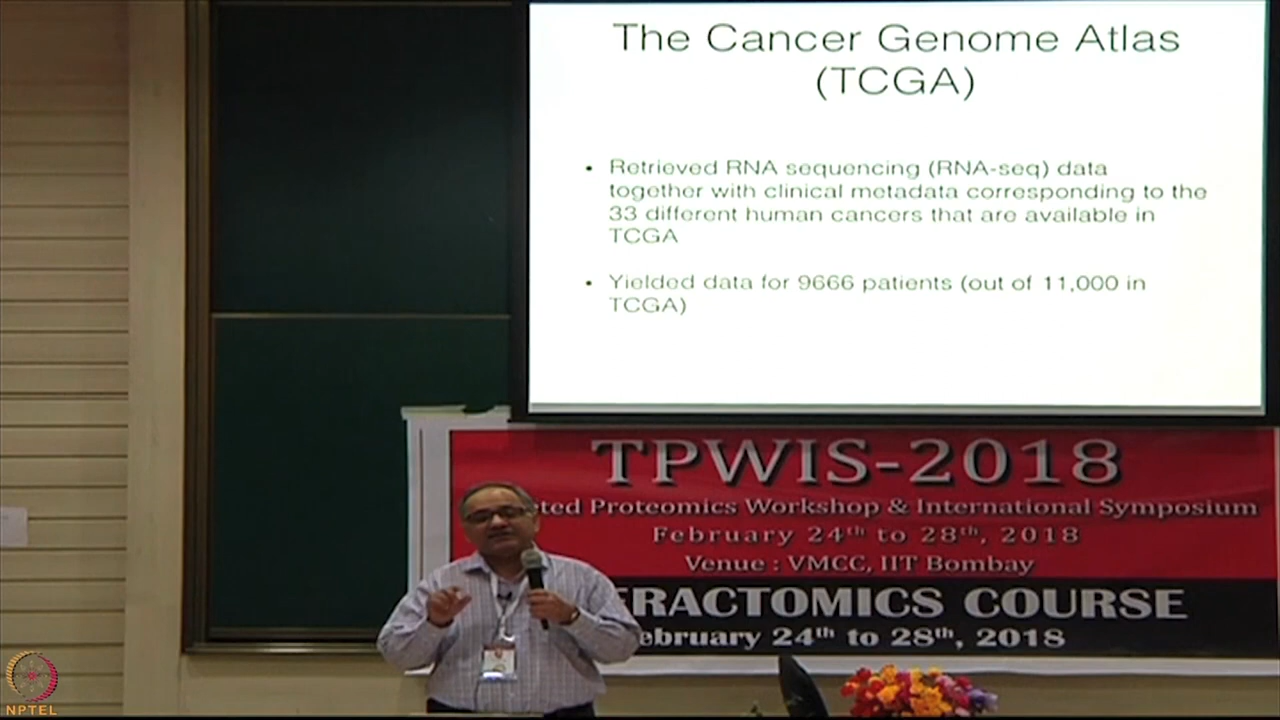 The Cancer Genome Atlas
(TCGA)
• Retrieved RNA sequencing (RNA-seq) data
together with clinical metadata corresponding to the
33 different human cancers that are available in
TCGA
• Yielded data for 9666 patients (out of 11,000 in
TCGA)
TPWIS-2018
ted Proteomics Workshop & International Symposium
February 24th to 28th, 2018
Venue : VMCC, IIT Bombay
ERACTOMICS COURSE
ebruary 24th to 28th, 2018
NPTEL